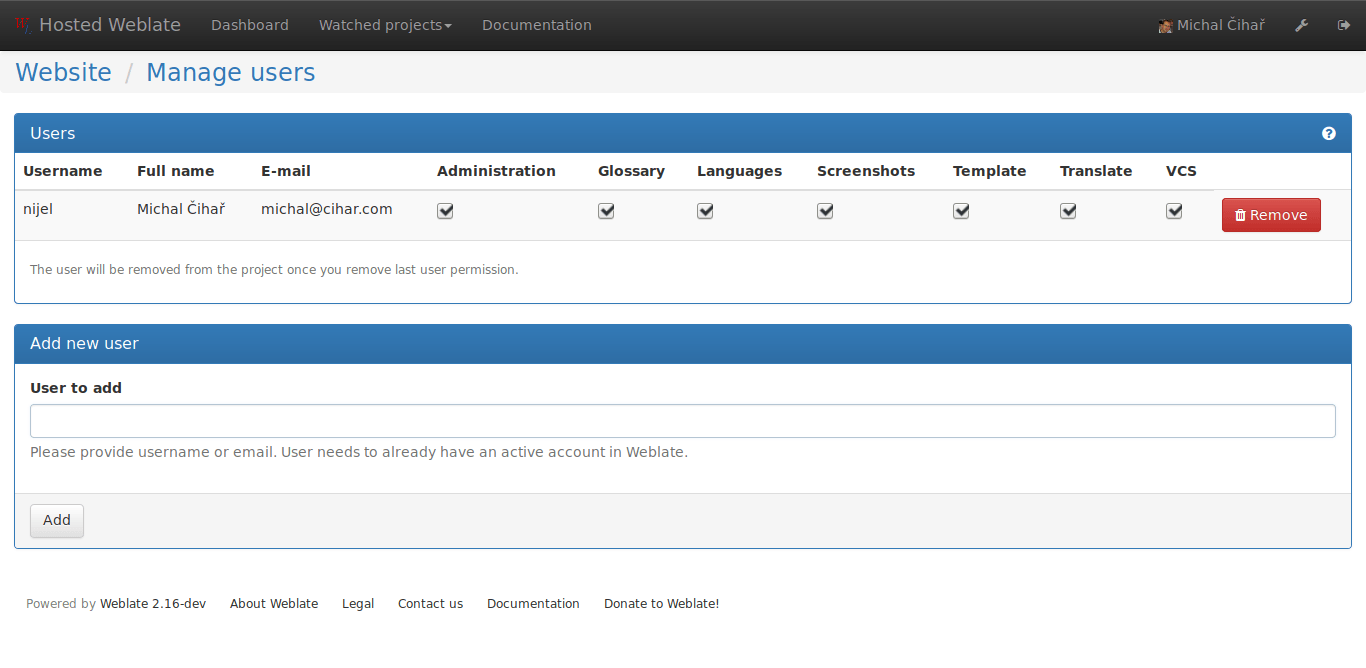 Hosted Weblate Dashboard Watched projects Documentation Michal Čihař
Website / Manage users
Users
Username Full name E-mail Administration Glossary Languages Screenshots Template Translate VCS
nijel Michal Čihař michal@cihar.com Remove
The user will be removed from the project once you remove last user permission.
Add new user
User to add
Please provide username or email. User needs to already have an active account in Weblate.
Add
Powered by Weblate 2.16-dev About Weblate Legal Contact us Documentation Donate to Weblate!